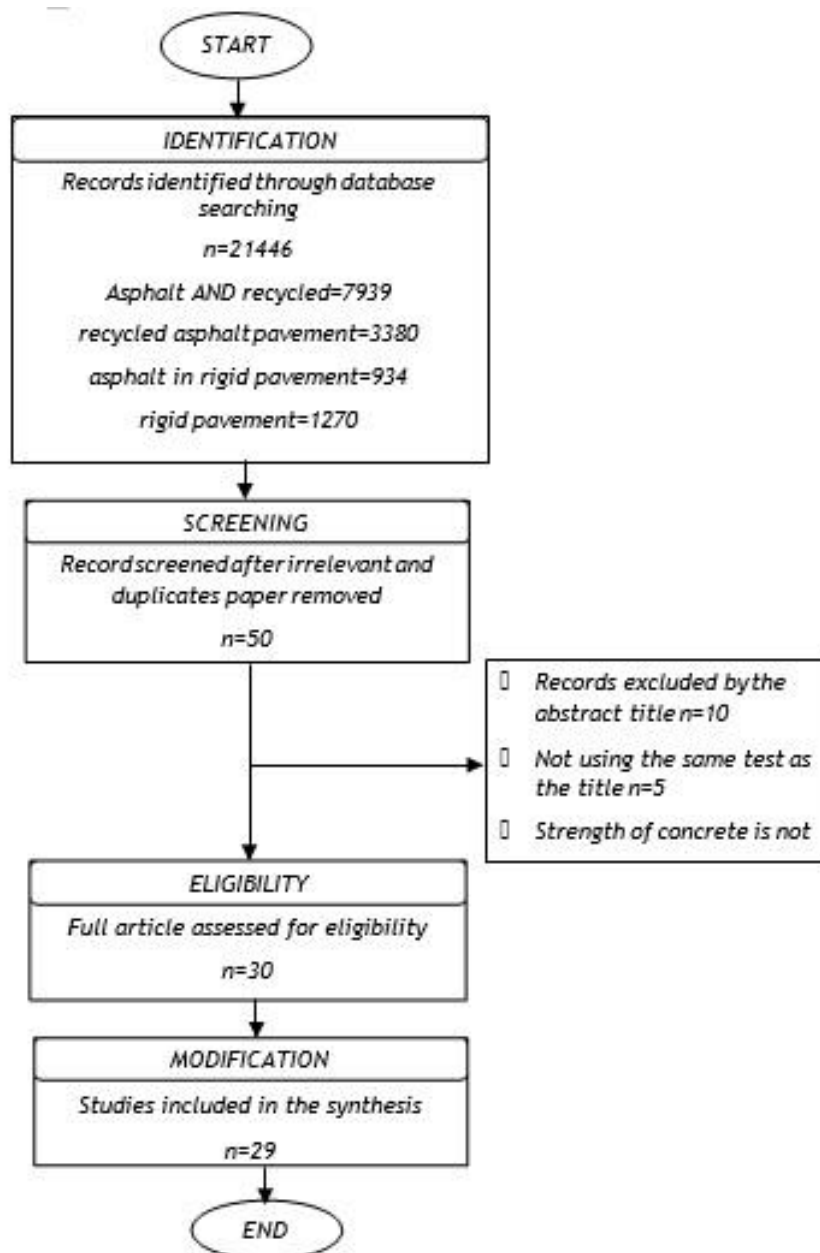 START
IDENTIFICATION
Records identified through database
searching
n=21446
Asphalt AND recycled=7939
recycled asphalt pavement=3380
asphalt in rigid pavement=934
rigid pavement=1270
SCREENING
Record screened after irrelevant and
duplicates paper removed
n=50
Records excluded by the
abstract title n=10
Not using the same test as
the title n=5
Strength of concrete is not
ELIGIBILITY
Full article assessed for eligibility
n=30
MODIFICATION
Studies included in the synthesis
n=29
END